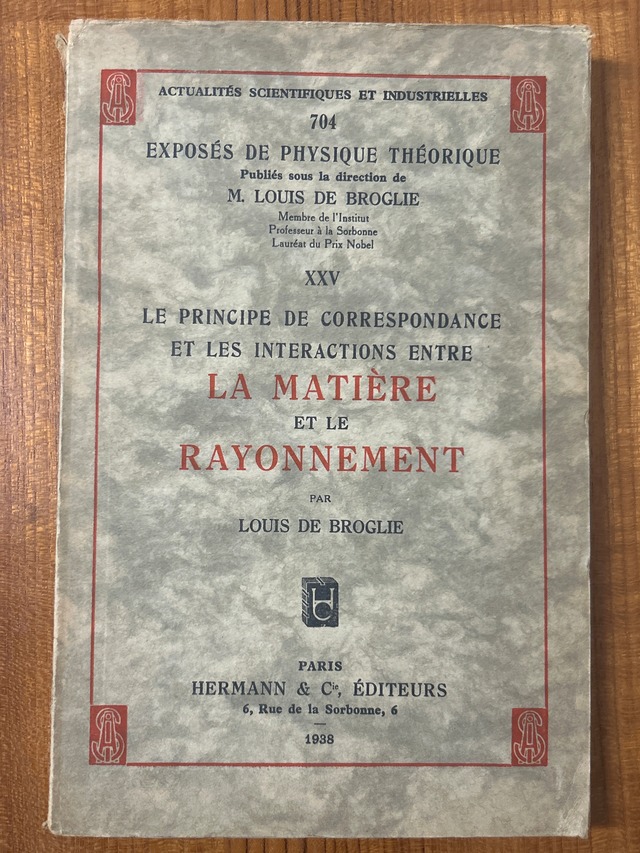 ACTUALITÉS SCIENTIFIQUES ET INDUSTRIELLES
704
EXPOSÉS DE PHYSIQUE THÉORIQUE
Publiés sous la direction de
M. LOUIS DE BROGLIE
Membre de l'Institut
Professeur à la Sorbonne
Lauréat du Prix Nobel
XXV
LE PRINCIPE DE CORRESPONDANCE
ET LES INTERACTIONS ENTRE
LA MATIÈRE
ET LE
RAYONNEMENT
PAR
LOUIS DE BROGLIE
PARIS
HERMANN & Cie, ÉDITEURS
6, Rue de la Sorbonne, 6
1938